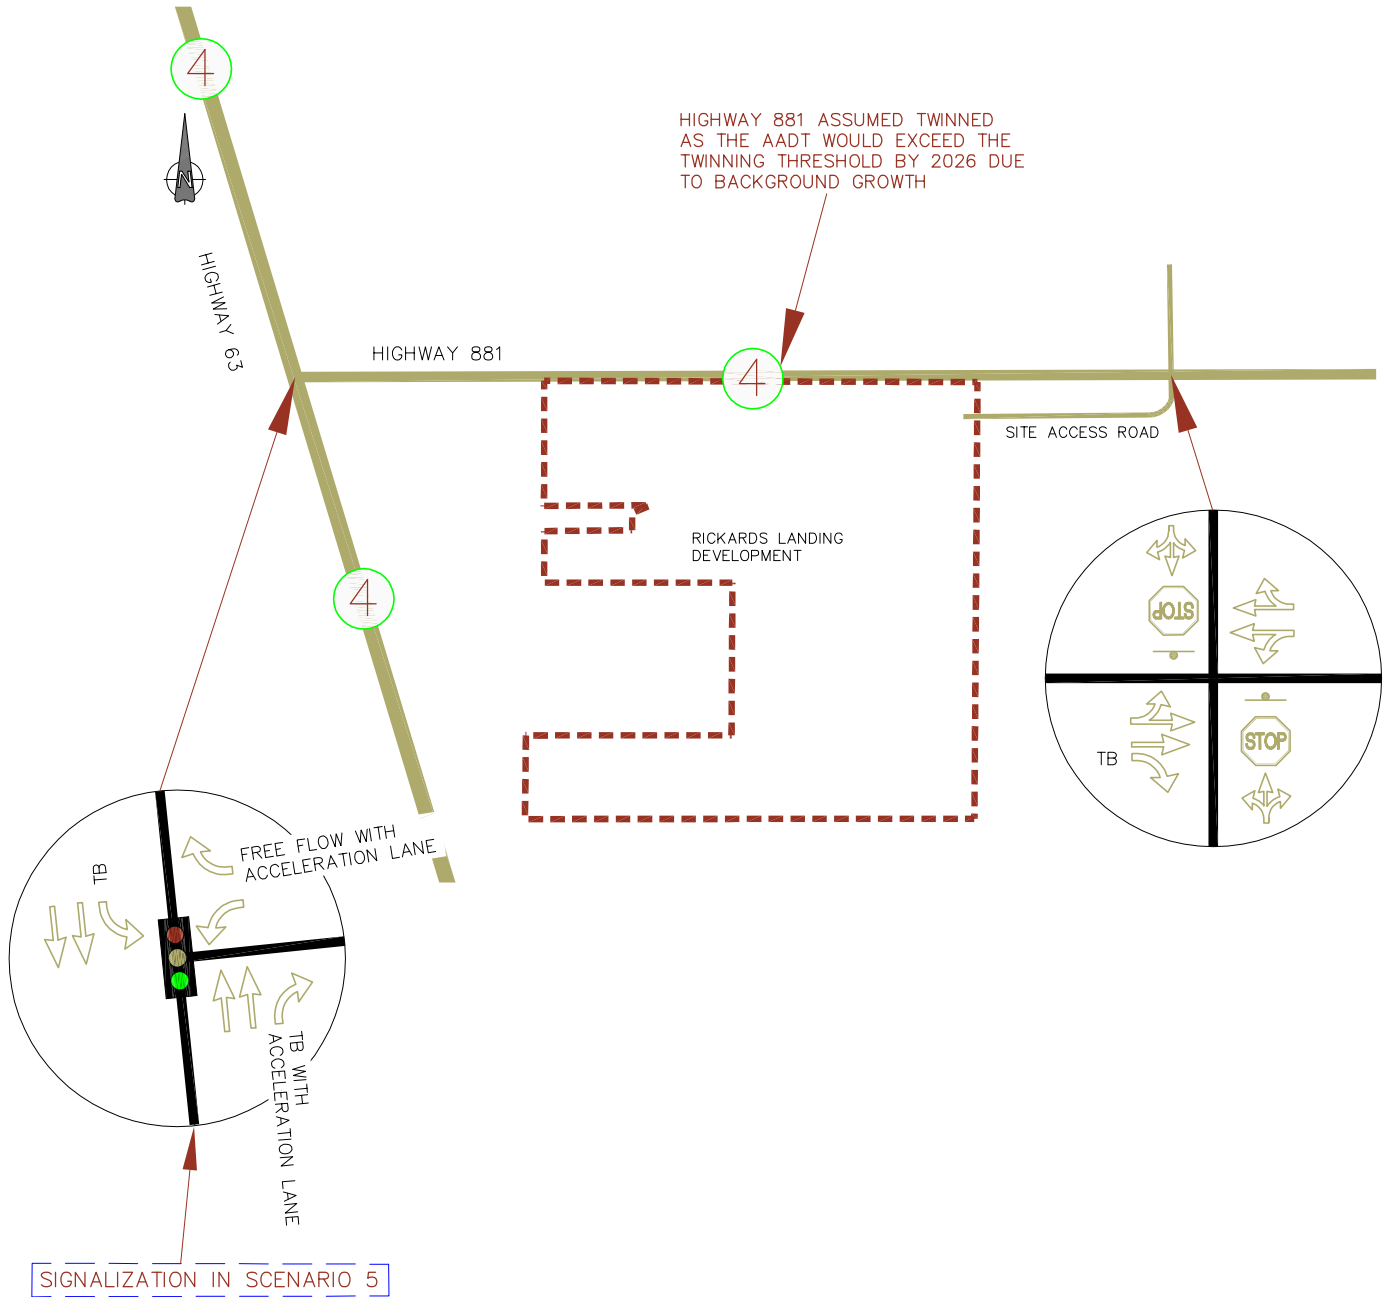 4
N
HIGHWAY 881 ASSUMED TWINNED
AS THE AADT WOULD EXCEED THE
TWINNING THRESHOLD BY 2026 DUE
TO BACKGROUND GROWTH
HIGHWAY 63
HIGHWAY 881
4
SITE ACCESS ROAD
RICKARDS LANDING
DEVELOPMENT
4
STOP
STOP
TB
FREE FLOW WITH
ACCELERATION LANE
TB
TB WITH
ACCELERATION LANE
SIGNALIZATION IN SCENARIO 5